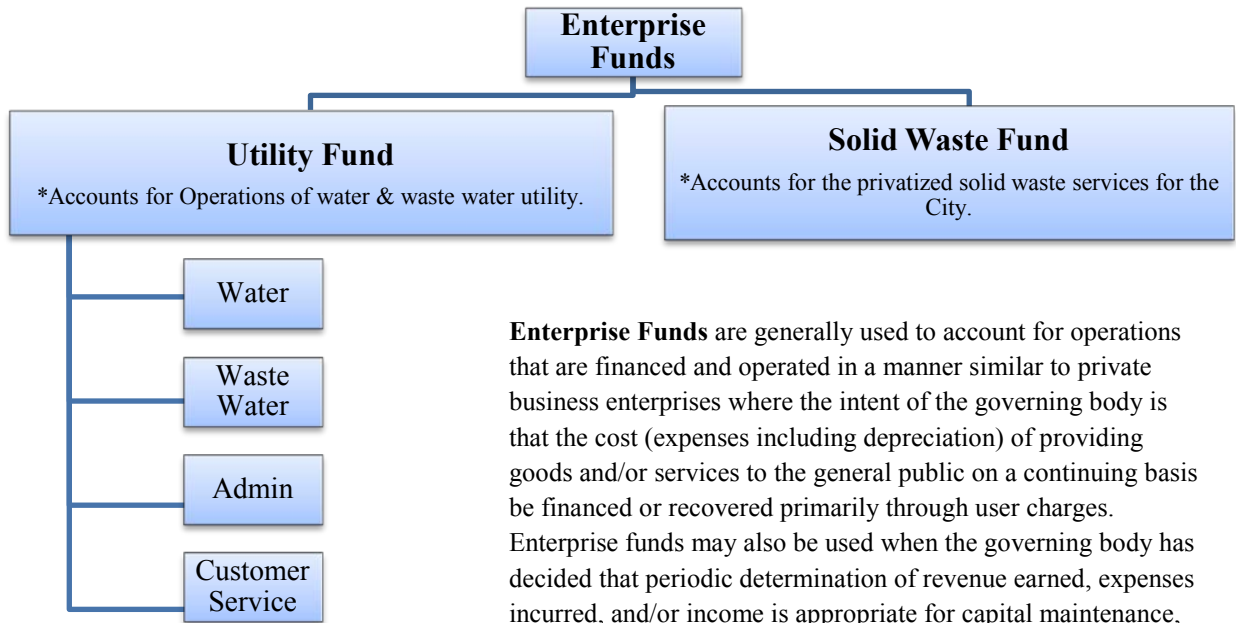 Enterprise
Funds
Utility Fund
*Accounts for Operations of water & waste water utility.
Solid Waste Fund
*Accounts for the privatized solid waste services for the
City.
Water
Waste
Water
Admin
Customer
Service
Enterprise Funds are generally used to account for operations
that are financed and operated in a manner similar to private
business enterprises where the intent of the governing body is
that the cost (expenses including depreciation) of providing
goods and/or services to the general public on a continuing basis
be financed or recovered primarily through user charges.
Enterprise funds may also be used when the governing body has
decided that periodic determination of revenue earned, expenses
incurred, and/or income is appropriate for capital maintenance,